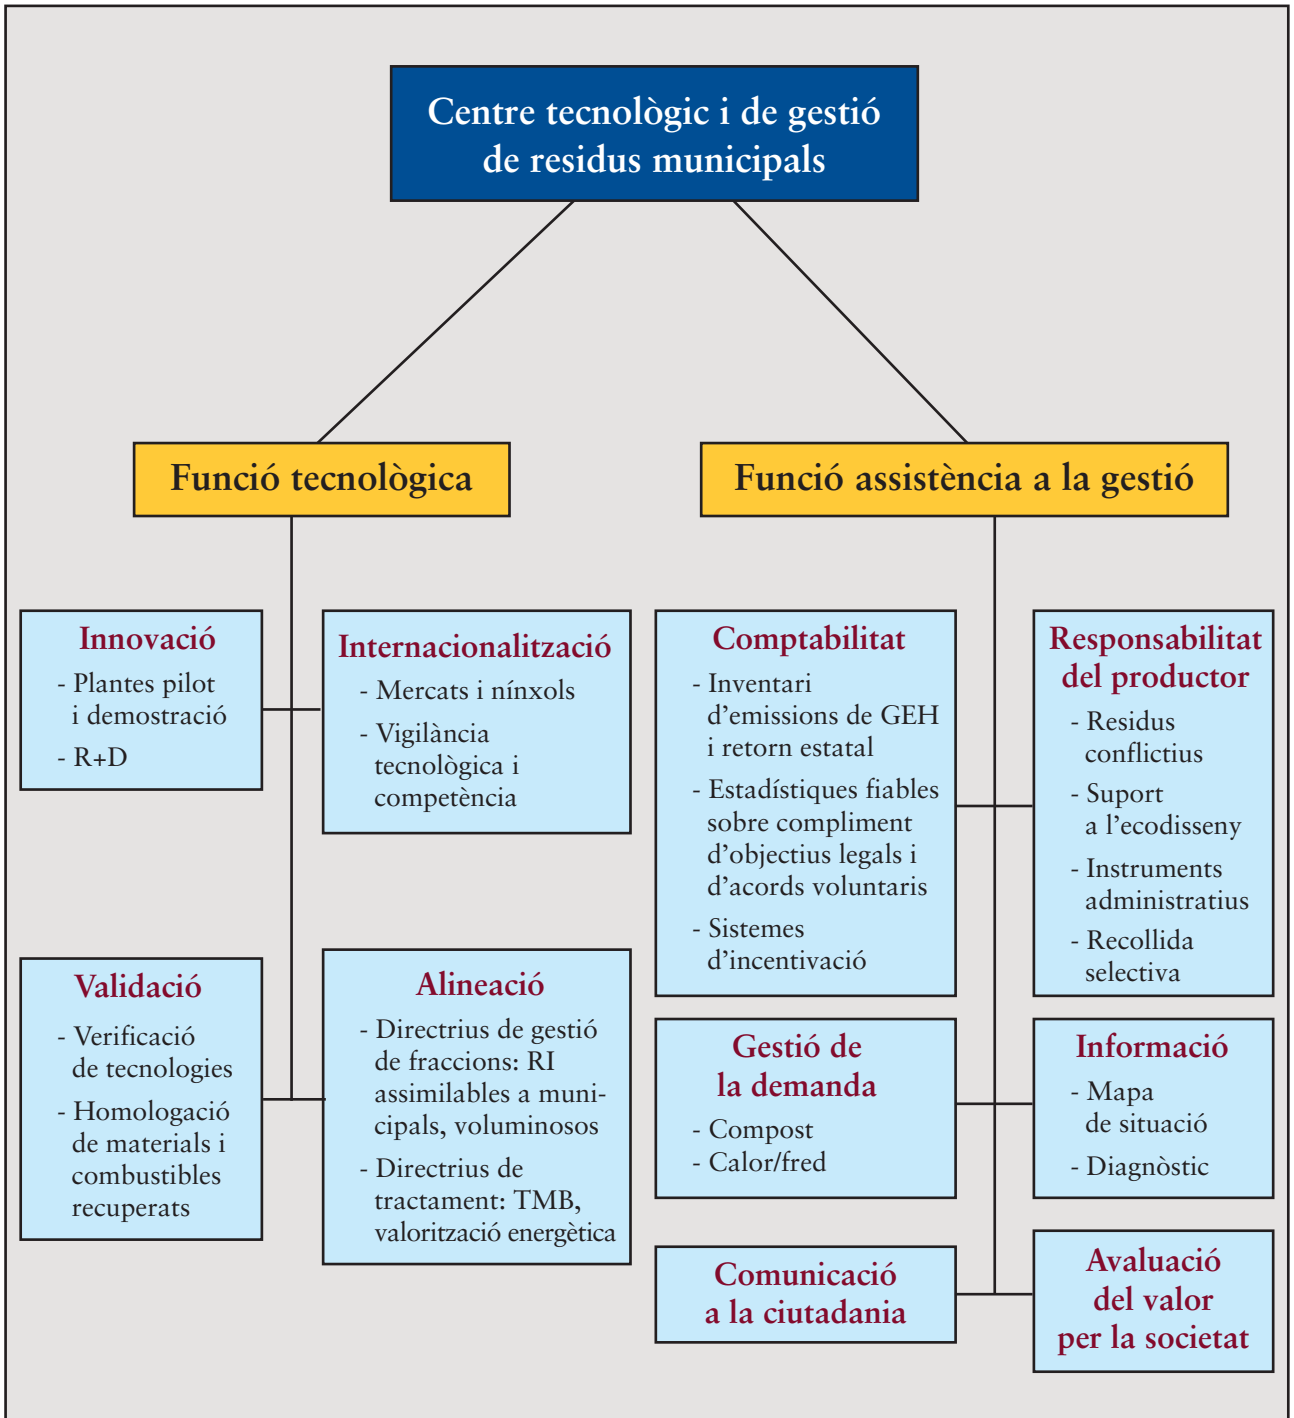 Centre tecnològic i de gestió
de residus municipals
Funció tecnològica
Funció assistència a la gestió
Innovació
- Plantes pilot
i demostració
- R+D
Internacionalització
- Mercats i nínxols
- Vigilància
tecnològica i
competència
Validació
- Verificació
de tecnologies
- Homologació
de materials i
combustibles
recuperats
Alineació
- Directrius de gestió
de fraccions: RI
assimilables a muni-
cipals, voluminosos
- Directrius de
tractament: TMB,
valorització energètica
Comptabilitat
- Inventari
d’emissions de GEH
i retorn estatal
- Estadístiques fiables
sobre compliment
d’objectius legals i
d’acords voluntaris
- Sistemes
d’incentivació
Responsabilitat
del productor
- Residus
conflictius
- Suport
a l’ecodisseny
- Instruments
administratius
- Recollida
selectiva
Gestió de
la demanda
- Compost
- Calor/fred
Informació
- Mapa
de situació
- Diagnòstic
Comunicació
a la ciutadania
Avaluació
del valor
per la societat